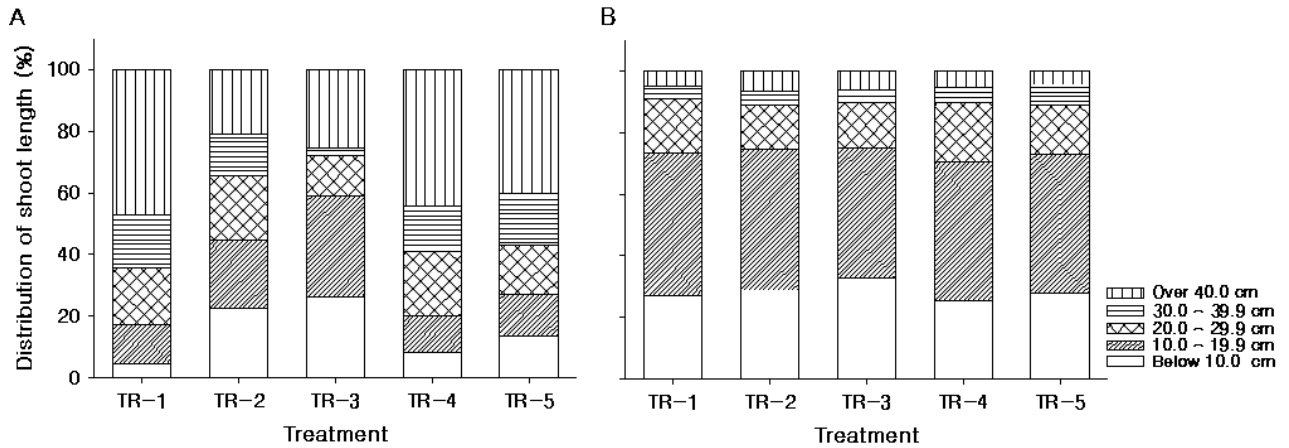 A
B
Distribution of shoot length (%)
100
80
60
40
20
0
TR-1 TR-2 TR-3 TR-4 TR-5
Treatment
TR-1 TR-2 TR-3 TR-4 TR-5
Treatment
Over 40.0 cm
30.0 ~ 39.9 cm
20.0 ~ 29.9 cm
10.0 ~ 19.9 cm
Below 10.0 cm